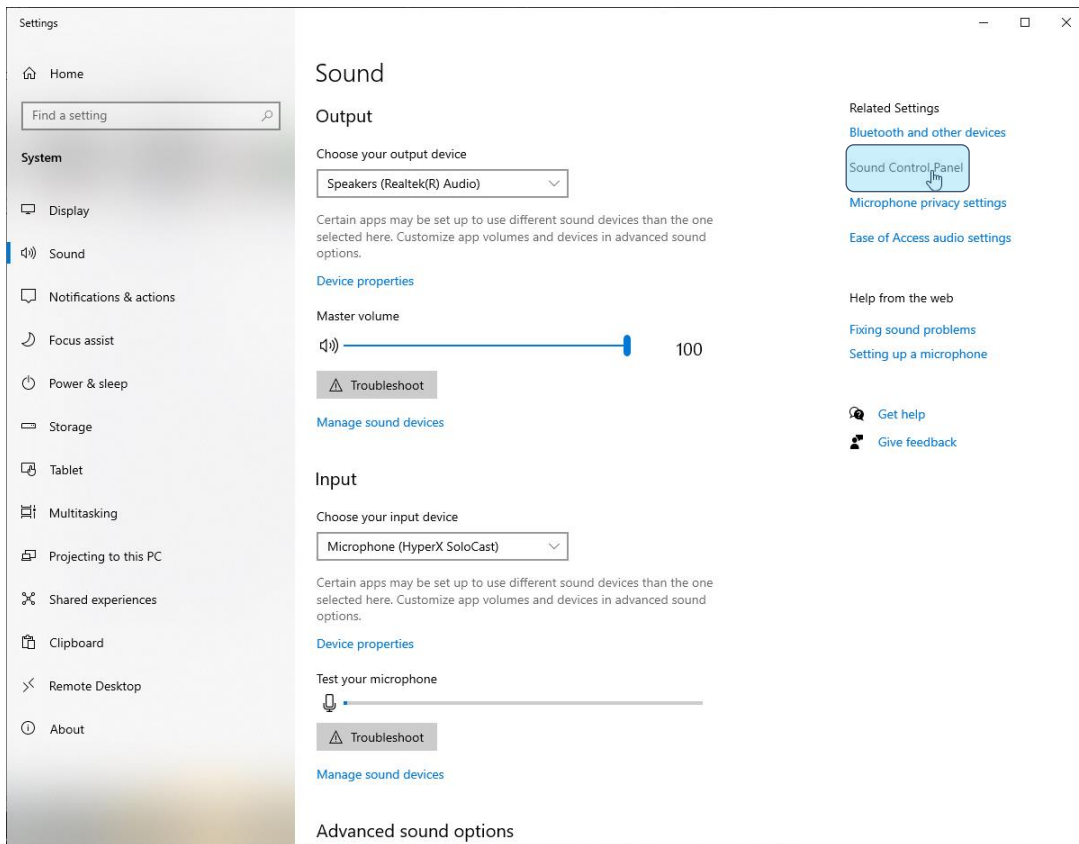 Settings
Home
Find a setting
System
Display
Sound
Notifications & actions
Focus assist
Power & sleep
Storage
Tablet
Multitasking
Projecting to this PC
Shared experiences
Clipboard
Remote Desktop
About
Sound
Output
Choose your output device
Speakers (Realtek(R) Audio)
Certain apps may be set up to use different sound devices than the one
selected here. Customize app volumes and devices in advanced sound
options.
Device properties
Master volume
100
Troubleshoot
Manage sound devices
Input
Choose your input device
Microphone (HyperX SoloCast)
Certain apps may be set up to use different sound devices than the one
selected here. Customize app volumes and devices in advanced sound
options.
Device properties
Test your microphone
Troubleshoot
Manage sound devices
Advanced sound options
Related Settings
Bluetooth and other devices
Sound Control Panel
Microphone privacy settings
Ease of Access audio settings
Help from the web
Fixing sound problems
Setting up a microphone
Get help
Give feedback